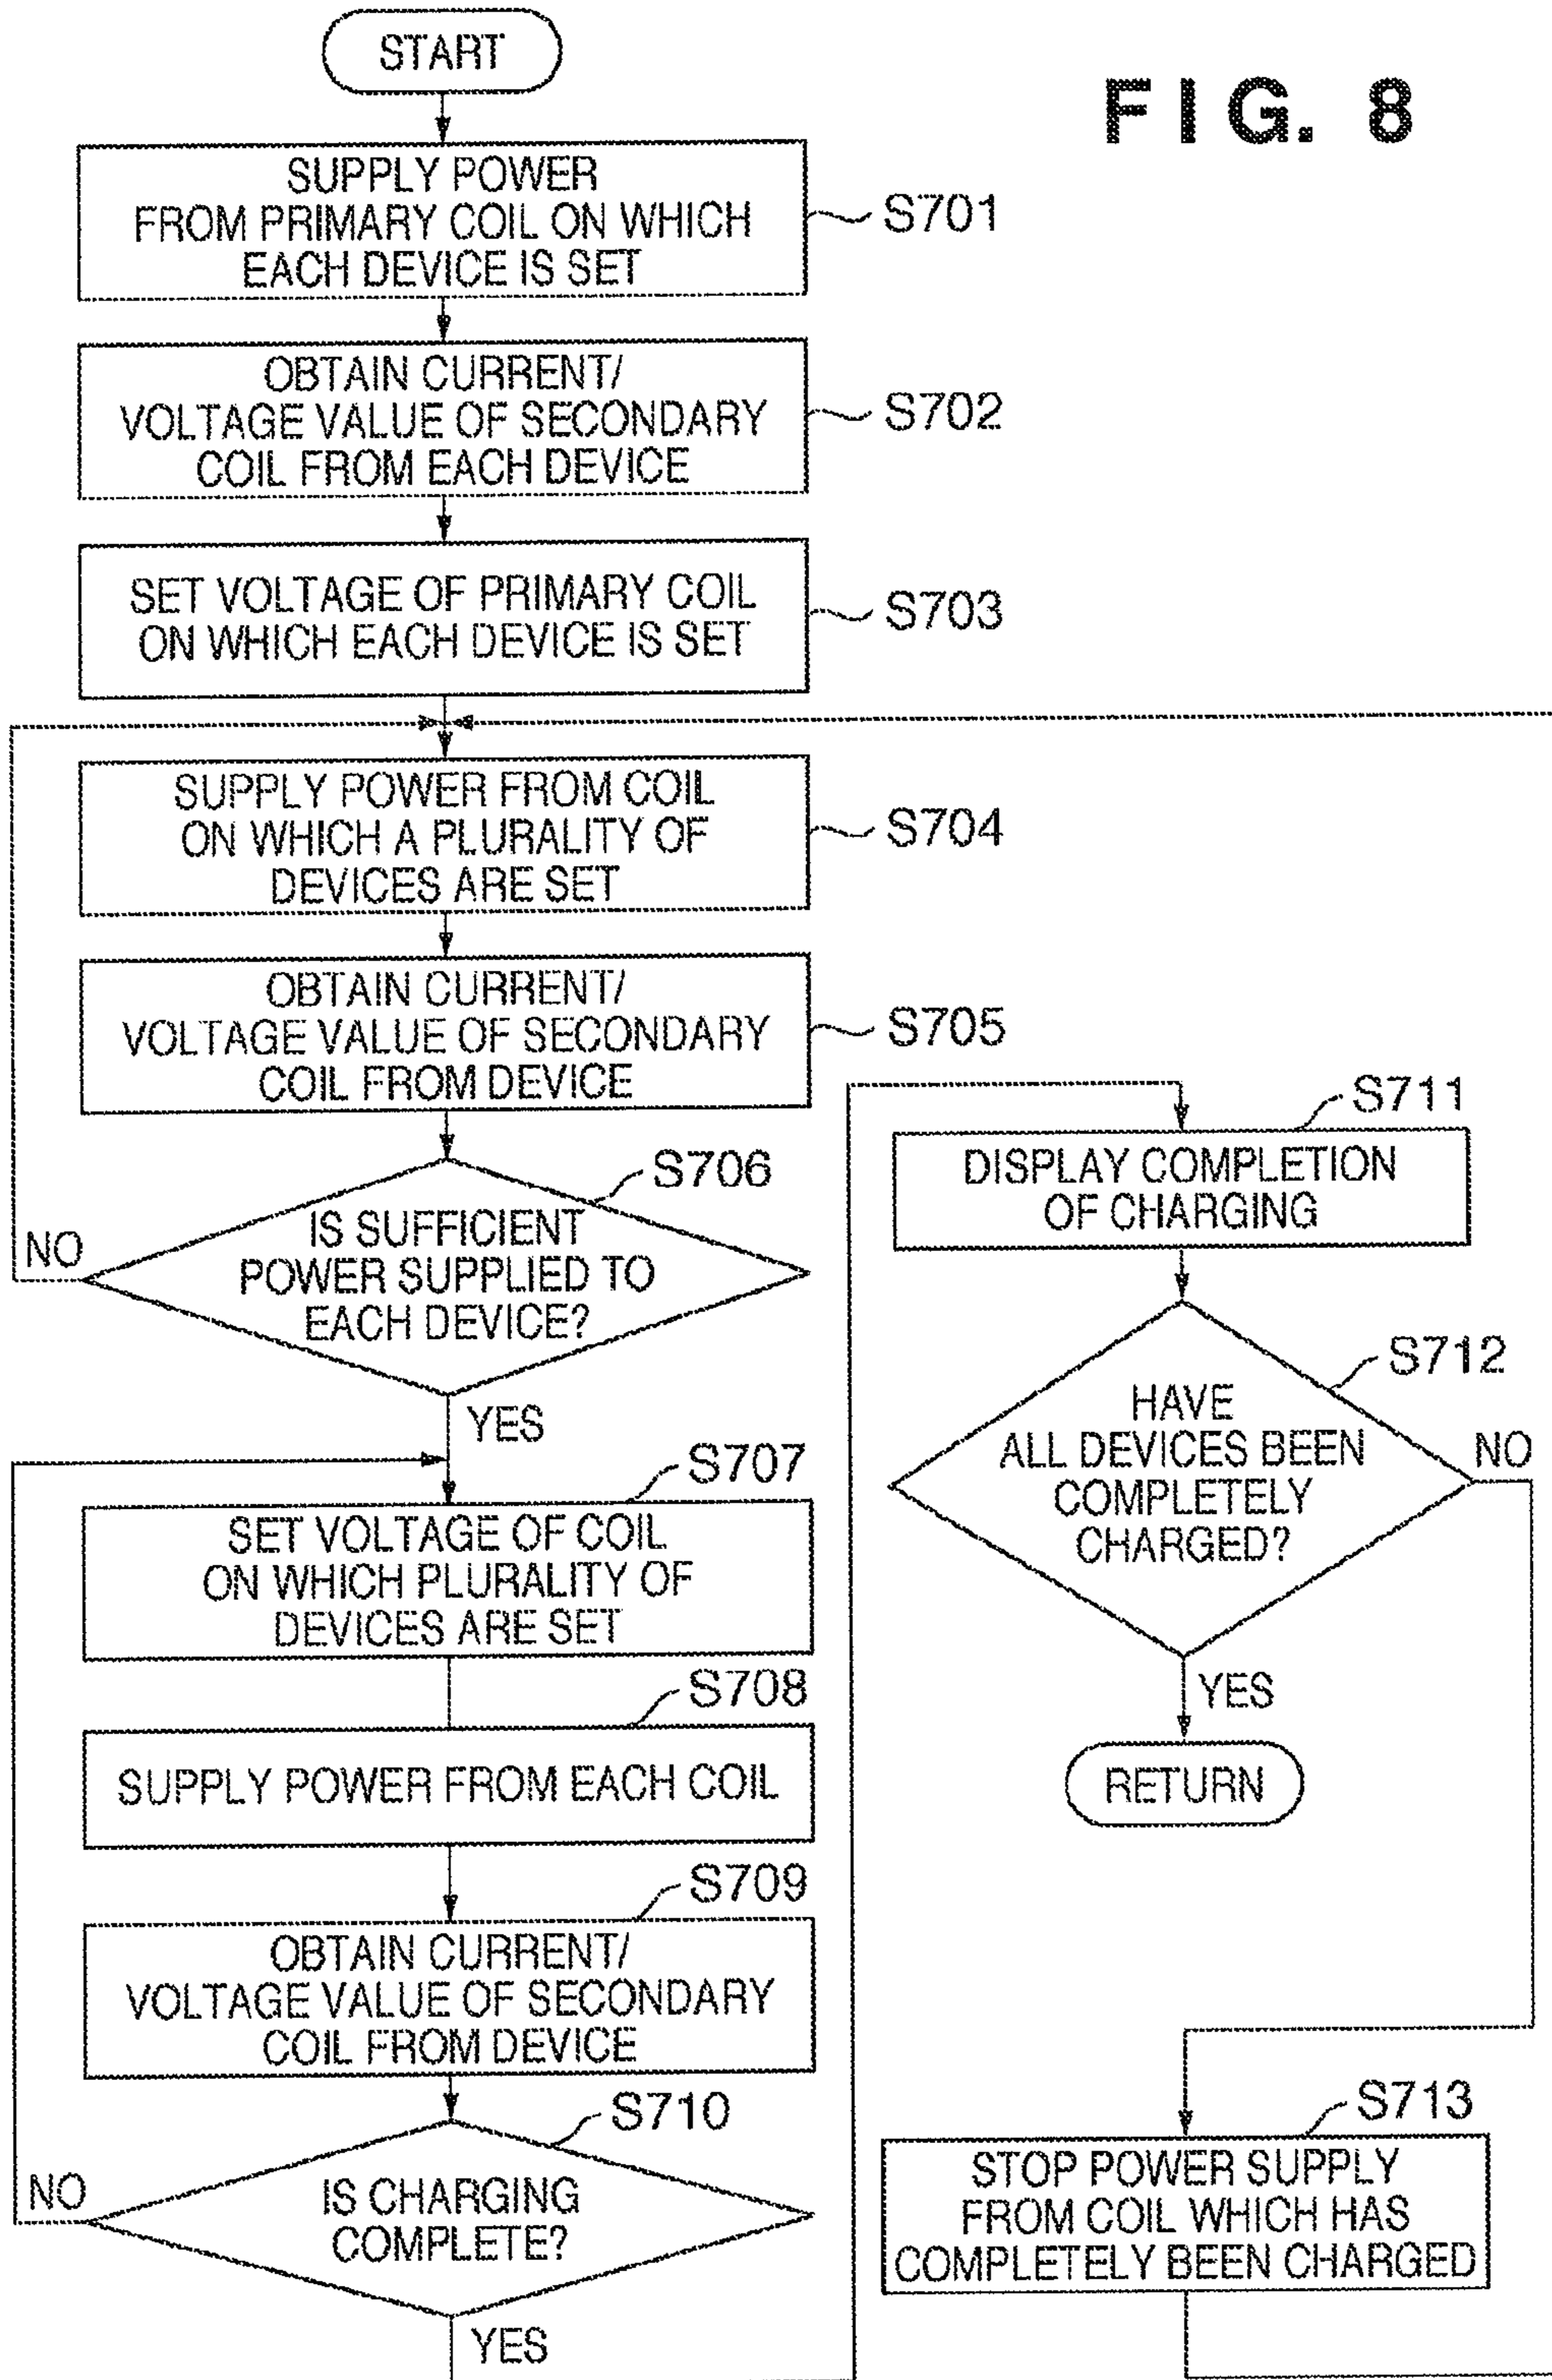 START
FIG. 8
SUPPLY POWER
FROM PRIMARY COIL ON WHICH
EACH DEVICE IS SET
S701
OBTAIN CURRENT/
VOLTAGE VALUE OF SECONDARY
COIL FROM EACH DEVICE
S702
SET VOLTAGE OF PRIMARY COIL
ON WHICH EACH DEVICE IS SET
S703
SUPPLY POWER FROM COIL
ON WHICH A PLURALITY OF
DEVICES ARE SET
S704
OBTAIN CURRENT/
VOLTAGE VALUE OF SECONDARY
COIL FROM DEVICE
S705
S706
IS SUFFICIENT
POWER SUPPLIED TO
EACH DEVICE?
NO
YES
S707
SET VOLTAGE OF COIL
ON WHICH PLURALITY OF
DEVICES ARE SET
S708
SUPPLY POWER FROM EACH COIL
S709
OBTAIN CURRENT/
VOLTAGE VALUE OF SECONDARY
COIL FROM DEVICE
S710
IS CHARGING
COMPLETE?
NO
YES
S711
DISPLAY COMPLETION
OF CHARGING
S712
HAVE
ALL DEVICES BEEN
COMPLETELY
CHARGED?
NO
YES
RETURN
S713
STOP POWER SUPPLY
FROM COIL WHICH HAS
COMPLETELY BEEN CHARGED